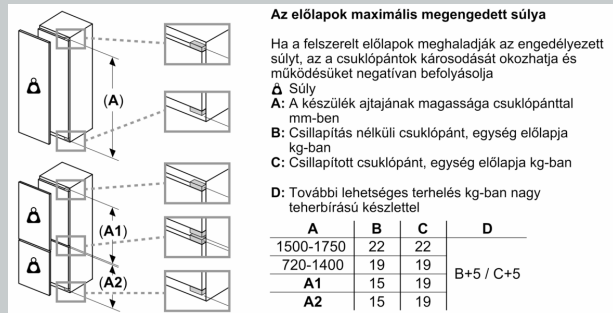 (A)
(A1)
(A2)
Az előlapok maximális megengedett súlya
Ha a felszerelt előlapok meghaladják az engedélyezett
súlyt, az a csuklópántok károsodását okozhatja és
működésüket negatívan befolyásolja
Súly
A: A készülék ajtajának magassága csuklópánttal
mm-ben
B: Csillapítás nélküli csuklópánt, egység előlapja
kg-ban
C: Csillapított csuklópánt, egység előlapja kg-ban
D: További lehetséges terhelés kg-ban nagy
teherbírású készlettel
A B C D
1500-1750 22 22
720-1400 19 19
B+5 / C+5
A1 15 19
A2 15 19